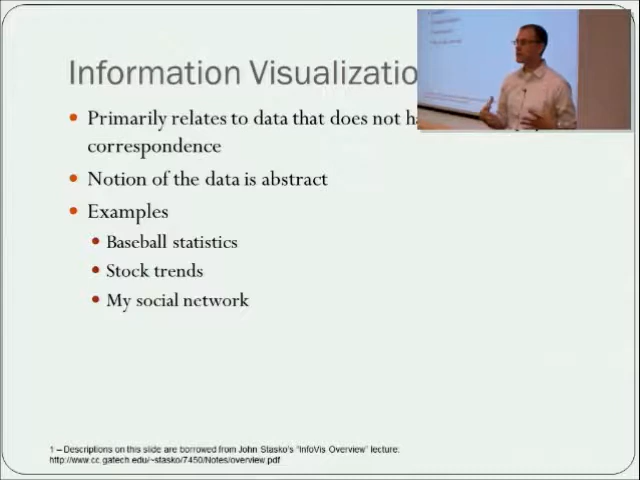 Information Visualizatio
Primarily relates to data that does not
correspondence
Notion of the data is abstract
Examples
Baseball statistics
Stock trends
My social network
1 – Descriptions on this slide are borrowed from John Stasko's "InfoVis Overview" lecture:
http://www.cc.gatech.edu/~stasko/7450/Notes/overview.pdf